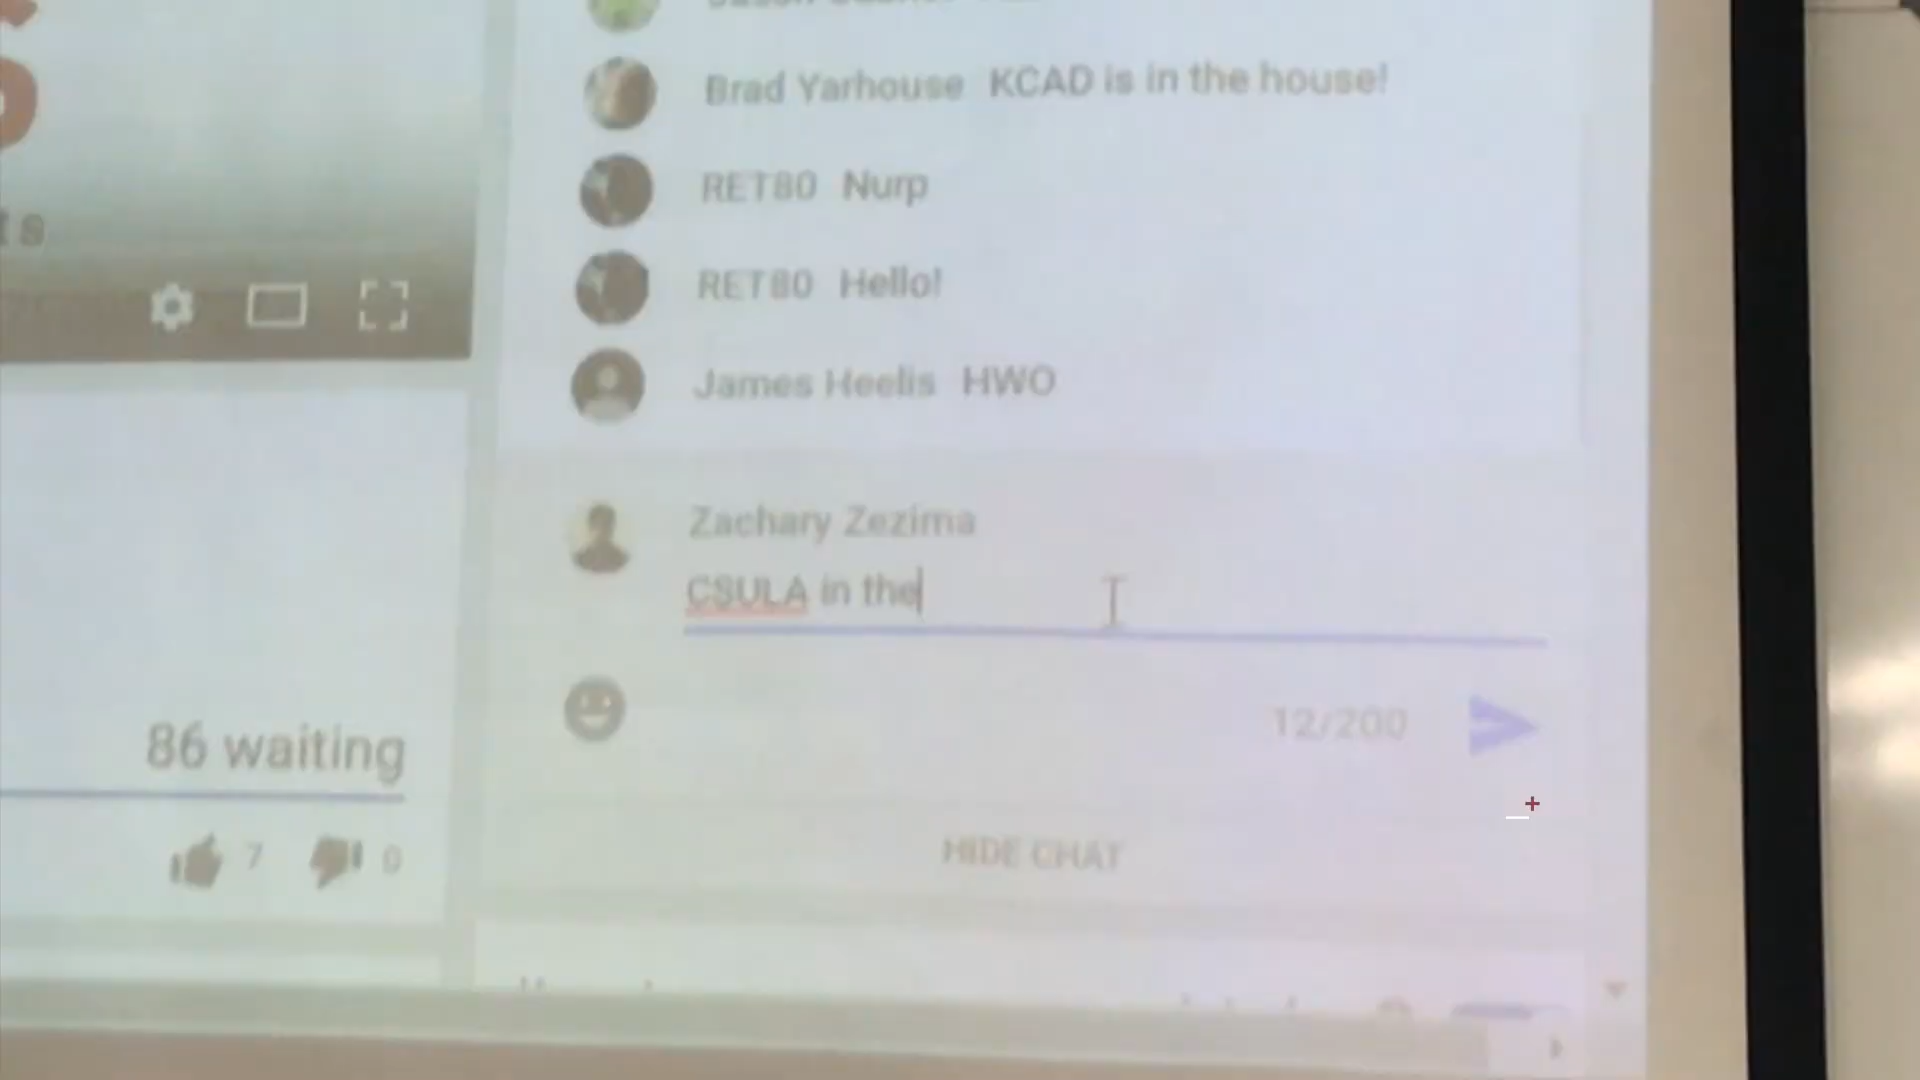 Brad Yarhouse KCAD is in the house!
RET80 Nurp
ts
RET80 Hello!
James Heelis HWO
Zachary Zezima
CSULA in the
86 waiting
12/200
7 0
HIDE CHAT